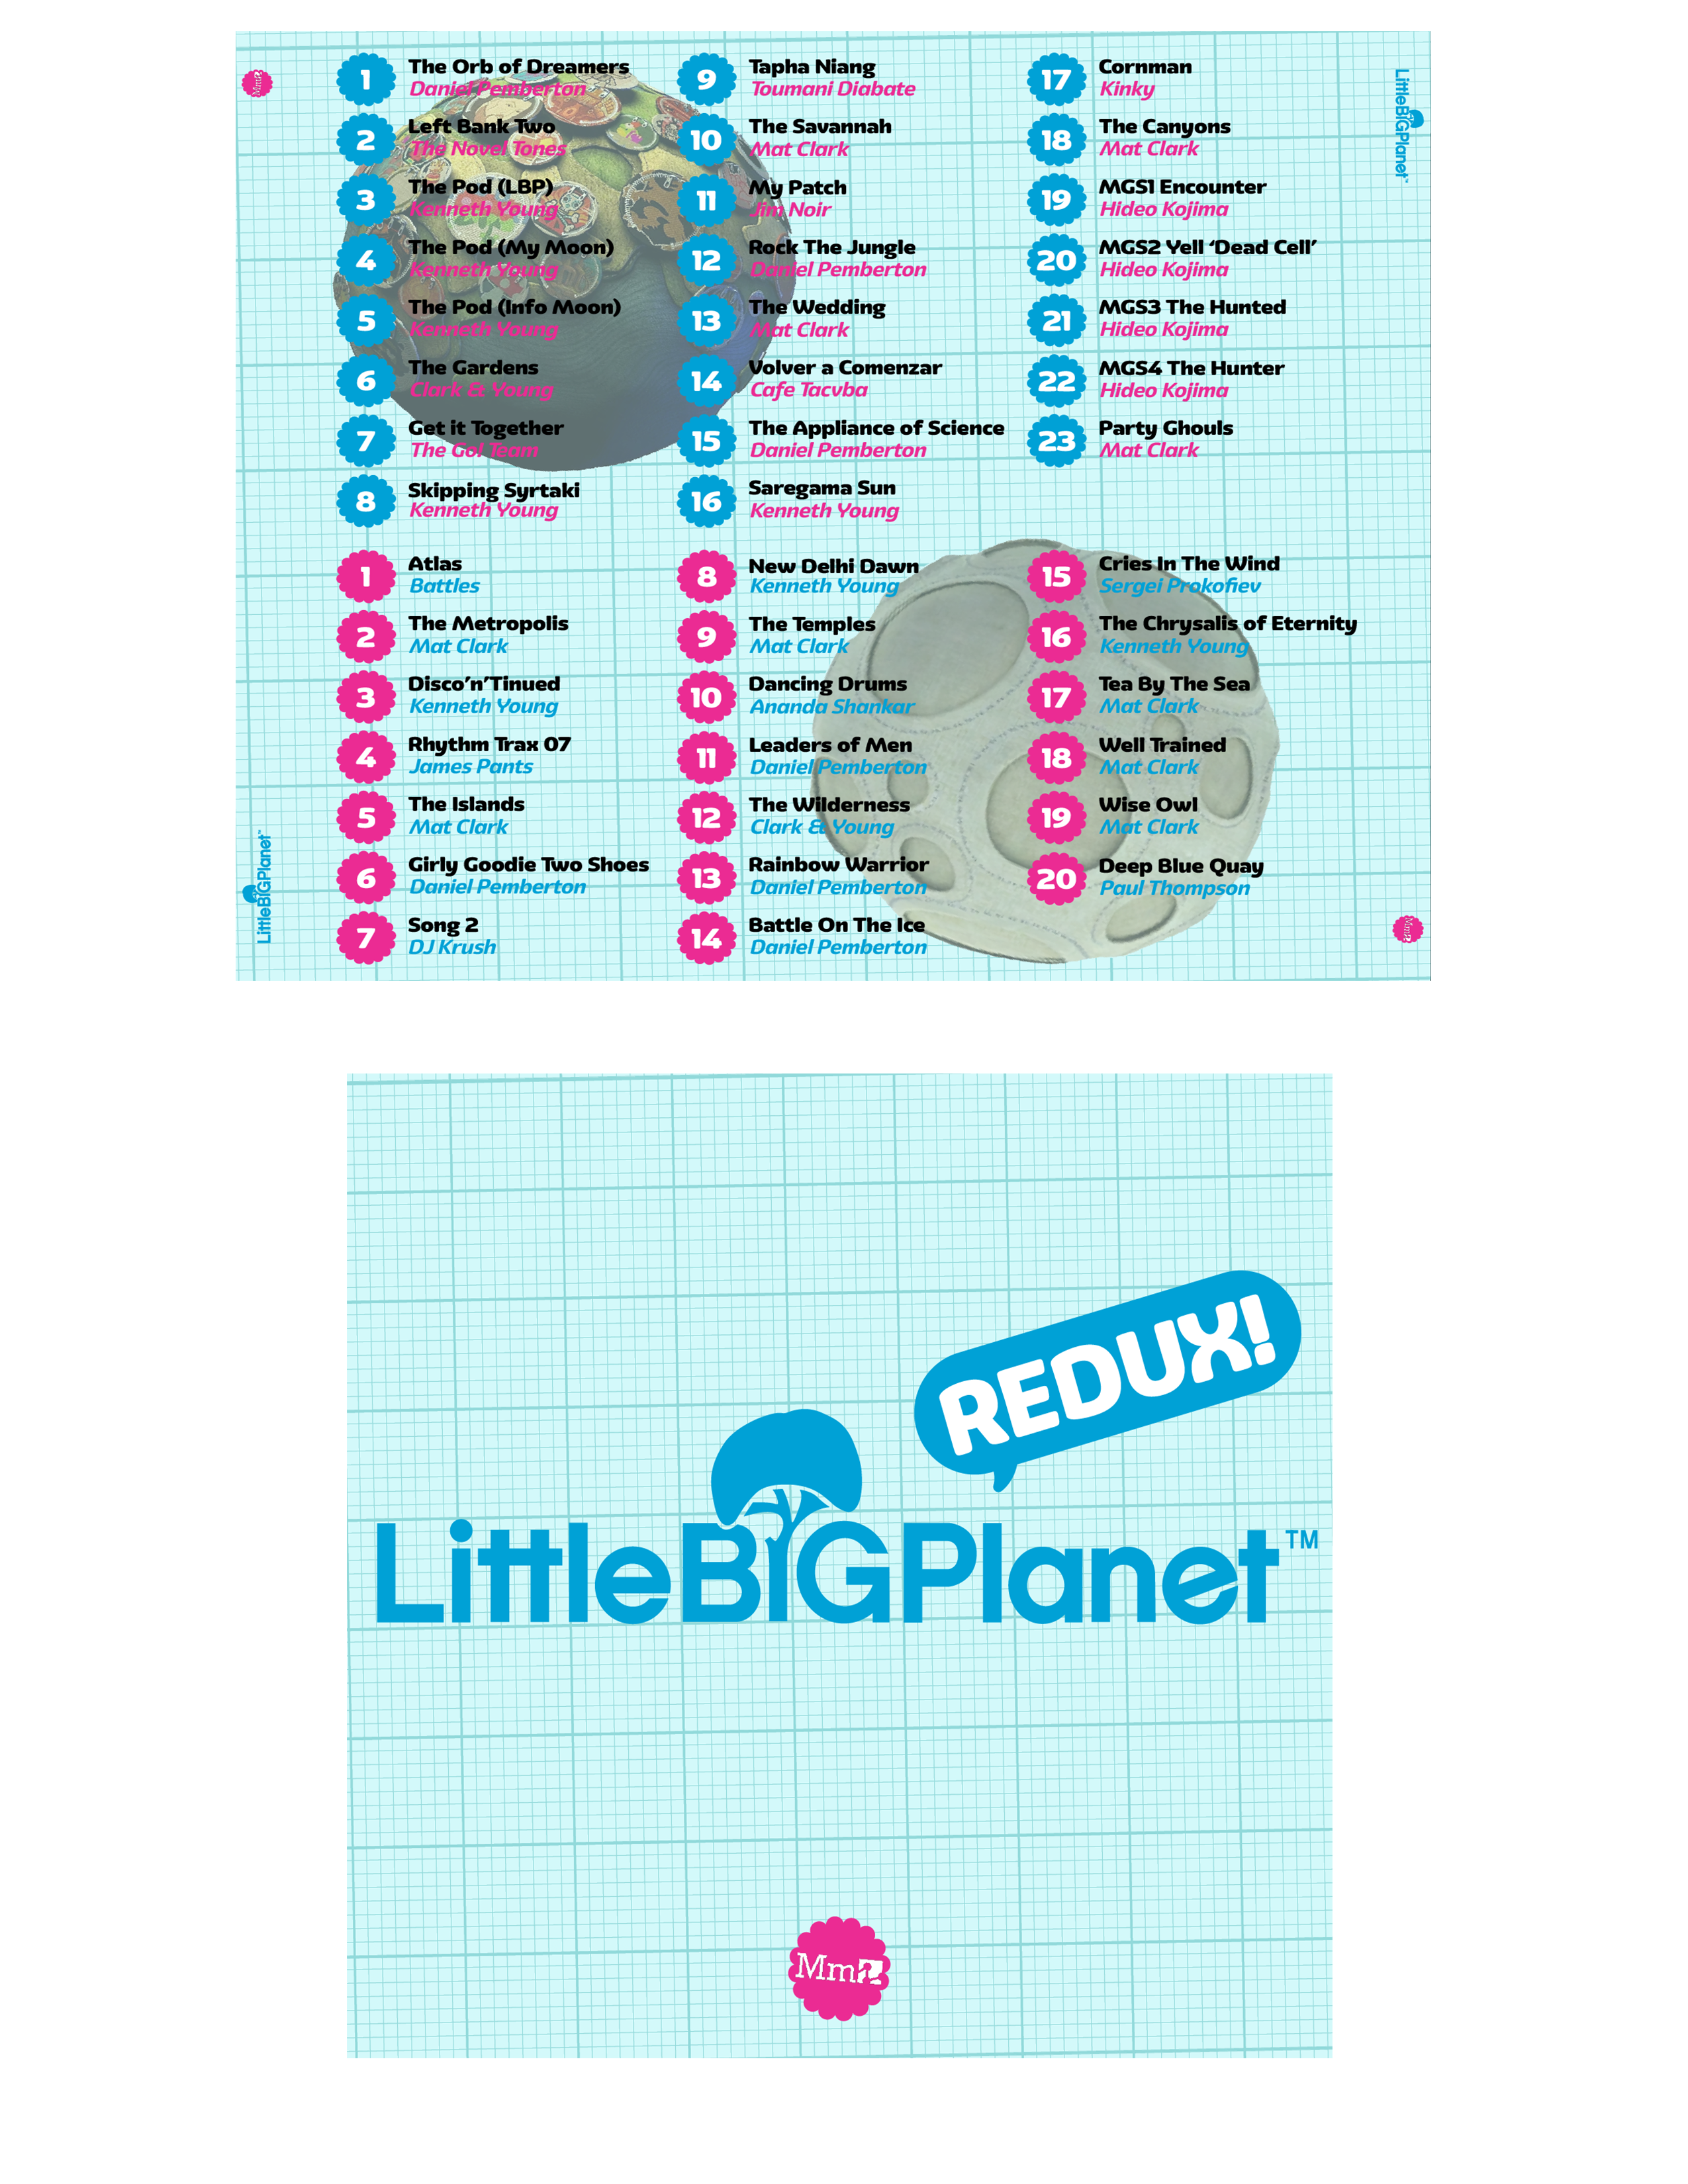 1
The Orb of Dreamers
Daniel Pemberton
2
Left Bank Two
The Novel Tones
3
The Pod (LBP)
Kenneth Young
4
The Pod (My Moon)
Kenneth Young
5
The Pod (Info Moon)
Kenneth Young
6
The Gardens
Clark & Young
7
Get it Together
The Go! Team
8
Skipping Syrtaki
Kenneth Young
9
Tapha Niang
Toumani Diabate
10
The Savannah
Mat Clark
11
My Patch
Jim Noir
12
Rock The Jungle
Daniel Pemberton
13
The Wedding
Mat Clark
14
Volver a Comenzar
Cafe Tacvba
15
The Appliance of Science
Daniel Pemberton
16
Saregama Sun
Kenneth Young
17
Cornman
Kinky
18
The Canyons
Mat Clark
19
MGS1 Encounter
Hideo Kojima
20
MGS2 Yell ‘Dead Cell’
Hideo Kojima
21
MGS3 The Hunted
Hideo Kojima
22
MGS4 The Hunter
Hideo Kojima
23
Party Ghouls
Mat Clark
1
Atlas
Battles
2
The Metropolis
Mat Clark
3
Disco’n’Tinued
Kenneth Young
4
Rhythm Trax 07
James Pants
5
The Islands
Mat Clark
6
Girly Goodie Two Shoes
Daniel Pemberton
7
Song 2
DJ Krush
8
New Delhi Dawn
Kenneth Young
9
The Temples
Mat Clark
10
Dancing Drums
Ananda Shankar
11
Leaders of Men
Daniel Pemberton
12
The Wilderness
Clark & Young
13
Rainbow Warrior
Daniel Pemberton
14
Battle On The Ice
Daniel Pemberton
15
Cries In The Wind
Sergei Prokofiev
16
The Chrysalis of Eternity
Kenneth Young
17
Tea By The Sea
Mat Clark
18
Well Trained
Mat Clark
19
Wise Owl
Mat Clark
20
Deep Blue Quay
Paul Thompson
Mm
LittleBIGPlanet™
LittleBIGPlanet™
Mm
REDUX!
LittleBIGPlanet™
Mm